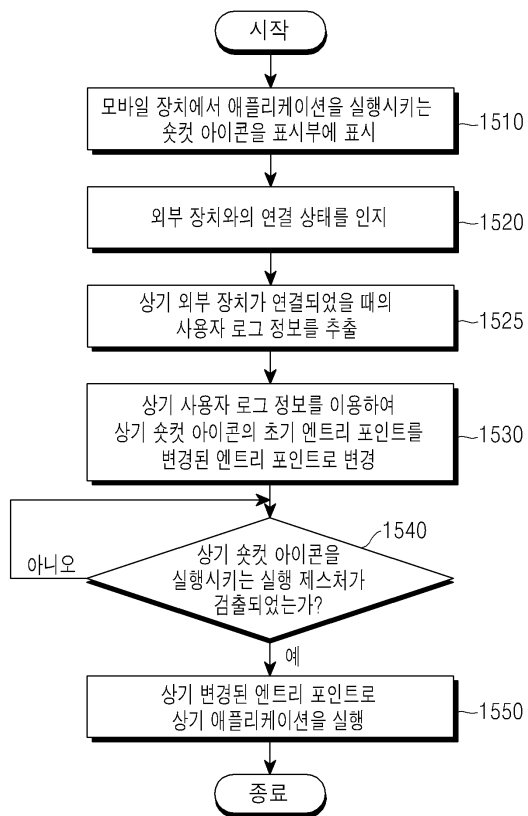 시작
모바일 장치에서 애플리케이션을 실행시키는
숏컷 아이콘을 표시부에 표시
1510
외부 장치와의 연결 상태를 인지
1520
상기 외부 장치가 연결되었을 때의
사용자 로그 정보를 추출
1525
상기 사용자 로그 정보를 이용하여
상기 숏컷 아이콘의 초기 엔트리 포인트를
변경된 엔트리 포인트로 변경
1530
1540
상기 숏컷 아이콘을
실행시키는 실행 제스처가
검출되었는가?
아니오
예
상기 변경된 엔트리 포인트로
상기 애플리케이션을 실행
1550
종료